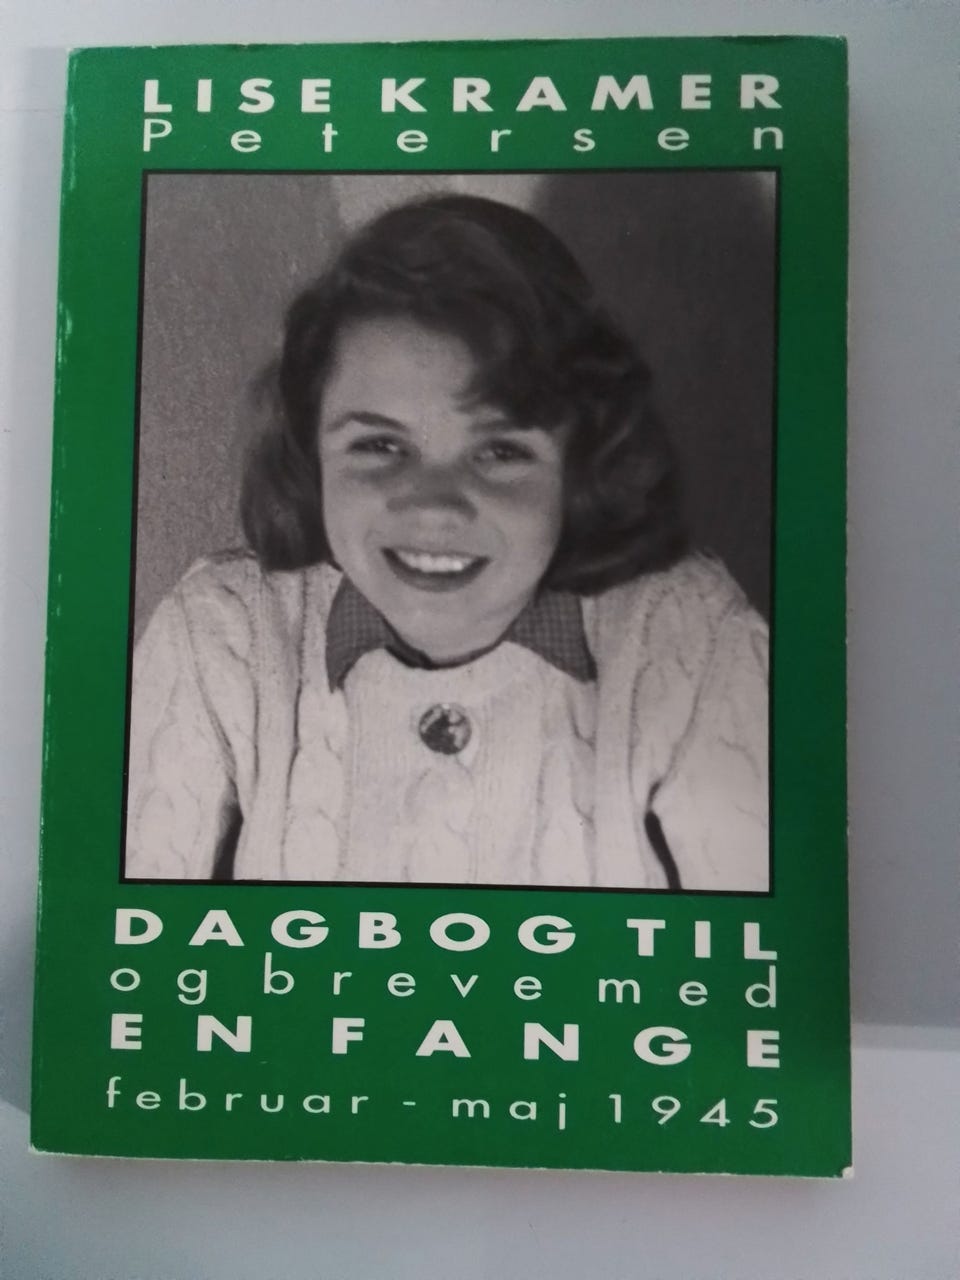 LISE KRAMER
Petersen
DAGBOG TIL
og breve med
EN FANGE
februar - maj 1945